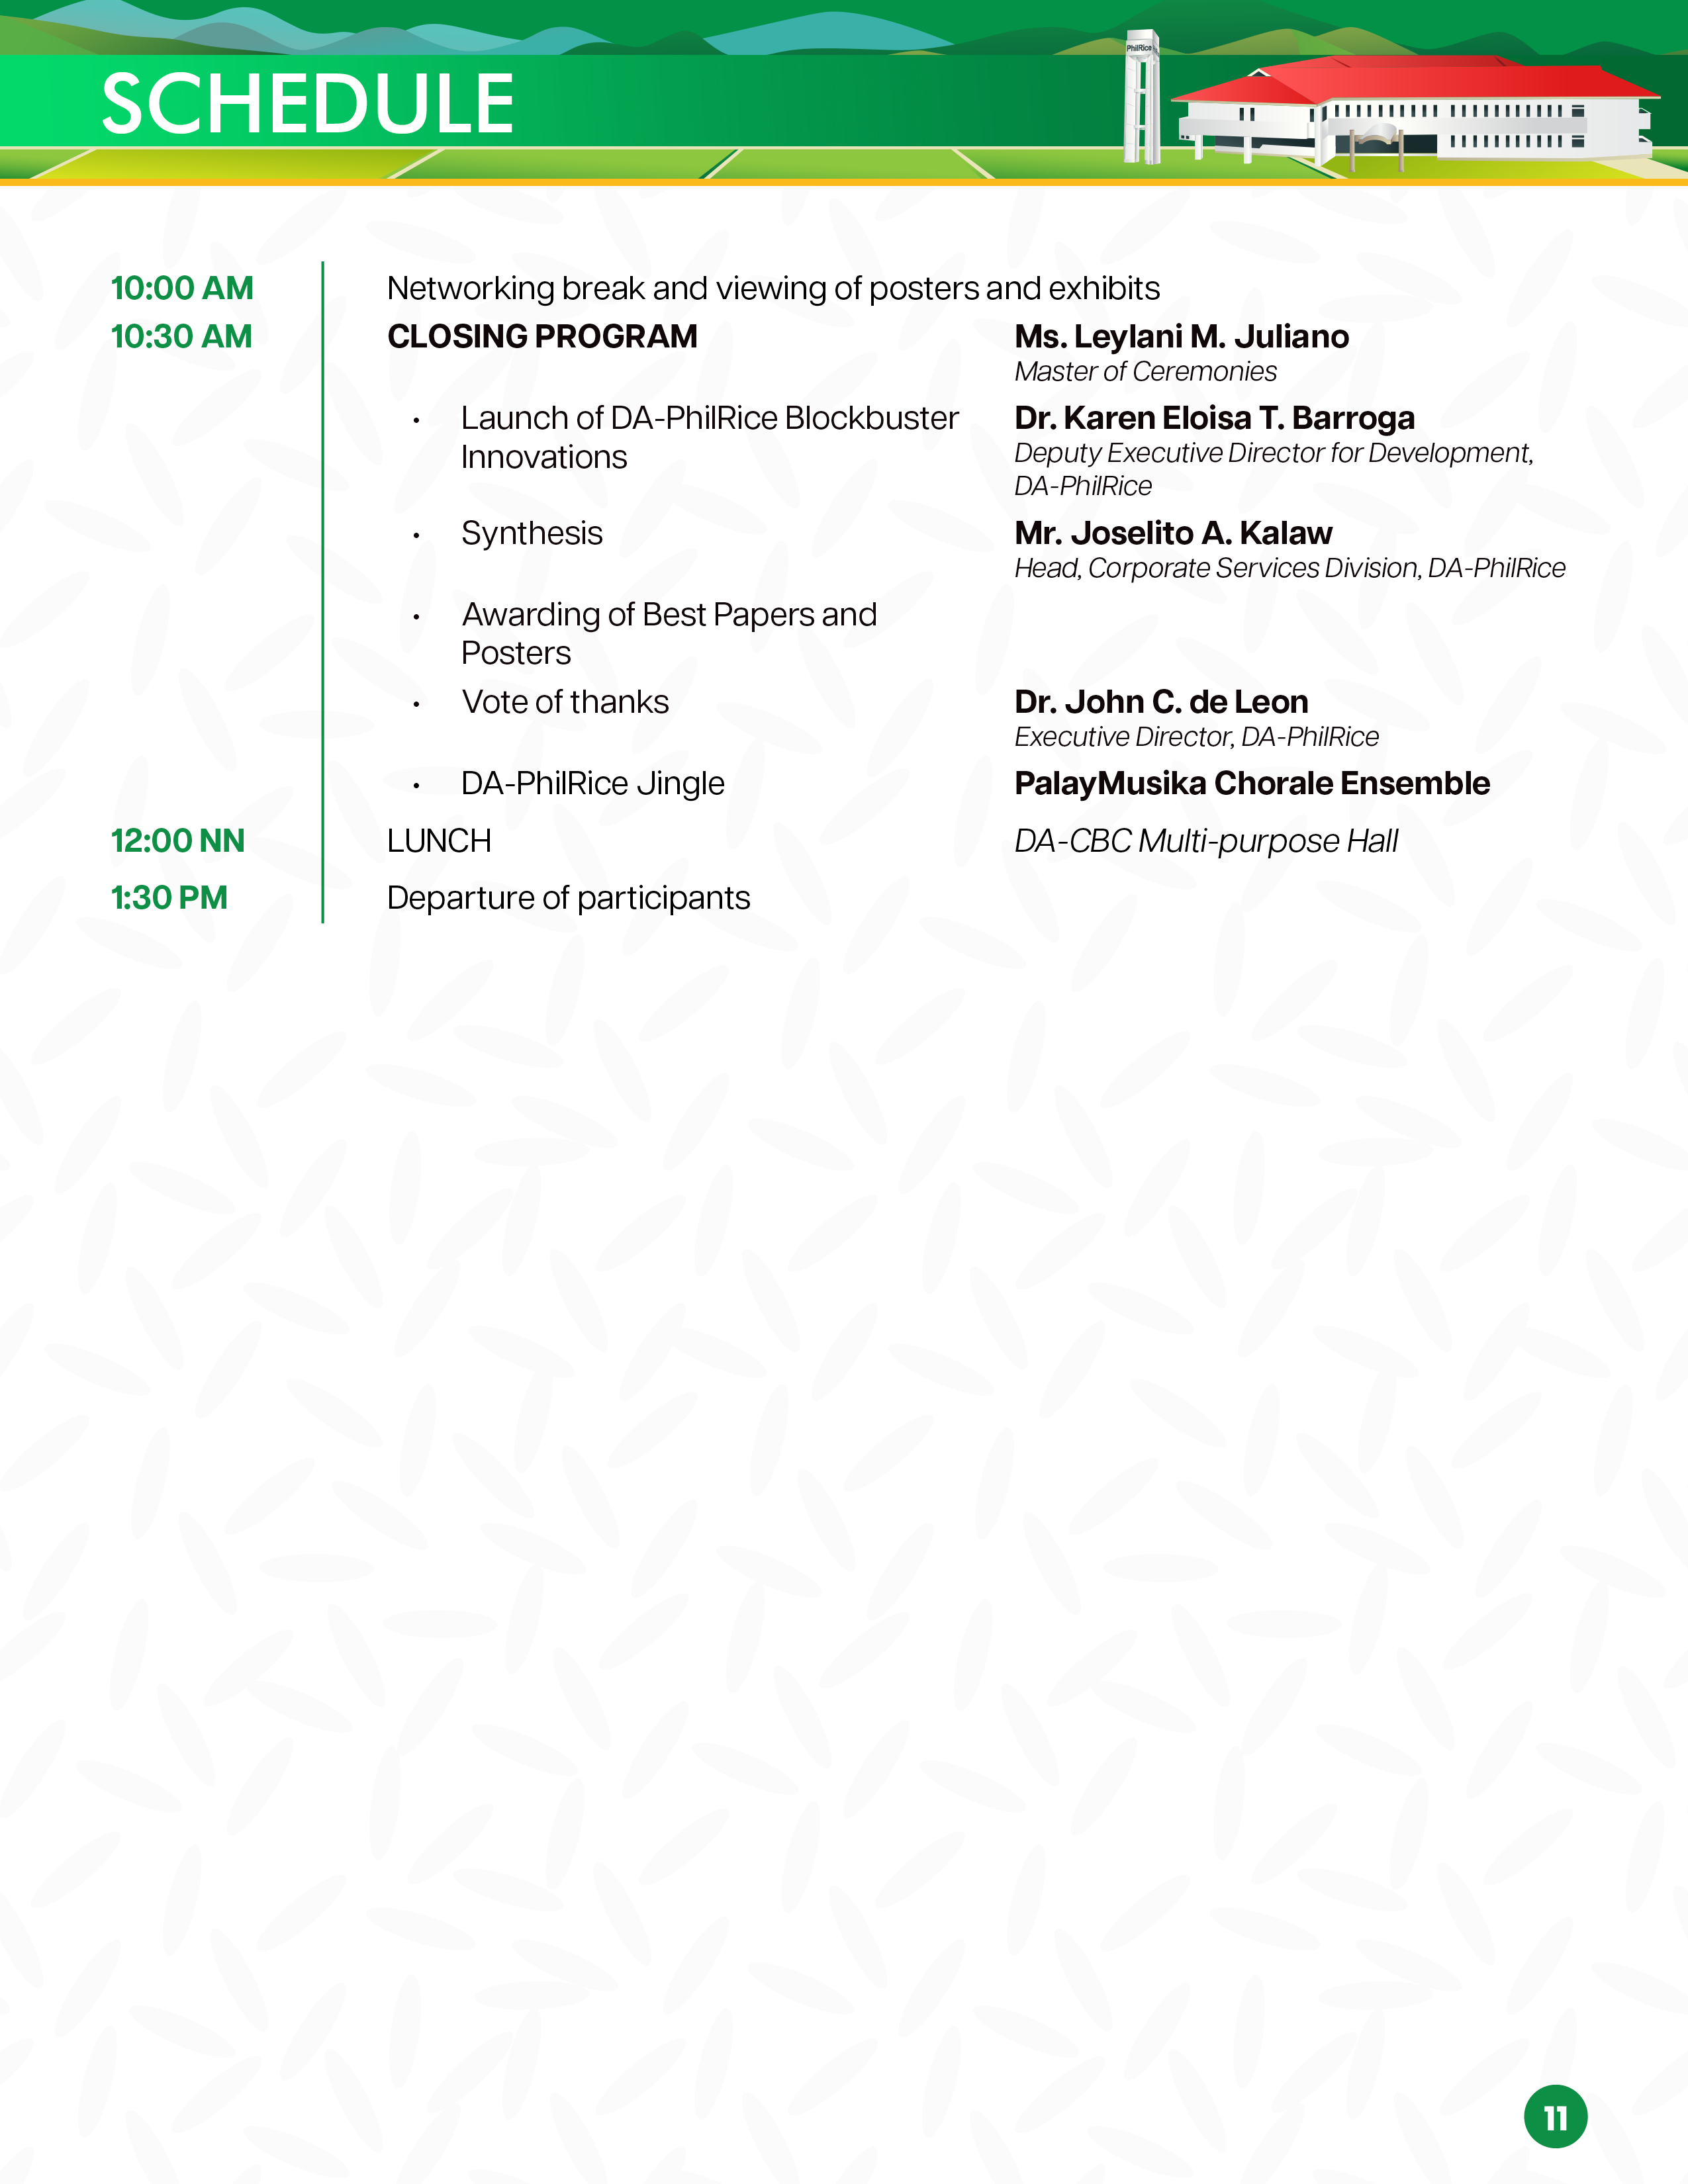 PhilRice
SCHEDULE
10:00 AM Networking break and viewing of posters and exhibits
10:30 AM CLOSING PROGRAM Ms. Leylani M. Juliano
Master of Ceremonies
• Launch of DA-PhilRice Blockbuster Dr. Karen Eloisa T. Barroga
Innovations Deputy Executive Director for Development,
DA-PhilRice
• Synthesis Mr. Joselito A. Kalaw
Head, Corporate Services Division, DA-PhilRice
• Awarding of Best Papers and
Posters
• Vote of thanks Dr. John C. de Leon
Executive Director, DA-PhilRice
• DA-PhilRice Jingle PalayMusika Chorale Ensemble
12:00 NN LUNCH DA-CBC Multi-purpose Hall
1:30 PM Departure of participants
11